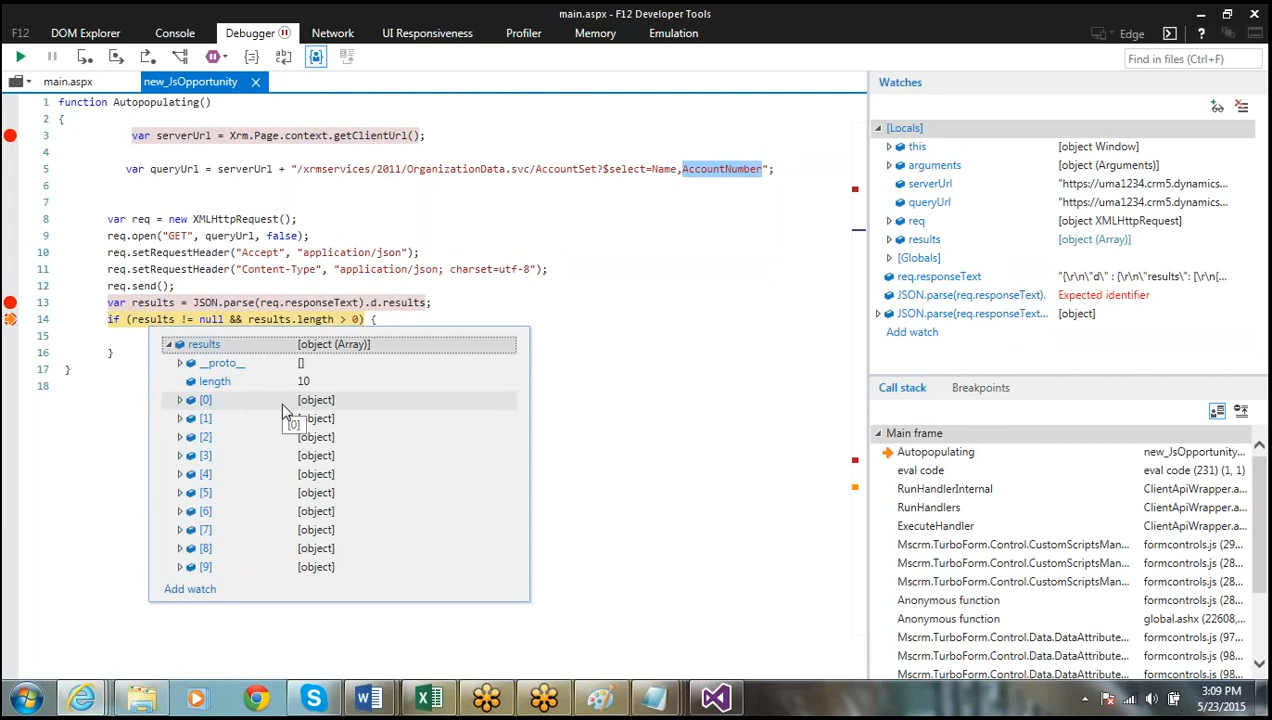 main.aspx - F12 Developer Tools
F12 DOM Explorer Console Debugger Network UI Responsiveness Profiler Memory Emulation Edge ?
Find in files (Ctrl+F)
main.aspx new_JsOpportunity
1 function Autopopulating()
2 {
3 var serverUrl = Xrm.Page.context.getClientUrl();
4
5 var queryUrl = serverUrl + "/xrmservices/2011/OrganizationData.svc/AccountSet?$select=Name,AccountNumber";
6
7
8 var req = new XMLHttpRequest();
9 req.open("GET", queryUrl, false);
10 req.setRequestHeader("Accept", "application/json");
11 req.setRequestHeader("Content-Type", "application/json; charset=utf-8");
12 req.send();
13 var results = JSON.parse(req.responseText).d.results;
14 if (results != null && results.length > 0) {
15
16 }
17 }
18
results [object (Array)]
__proto__ []
length 10
[0] [object]
[1] [object]
[0]
[2] [object]
[3] [object]
[4] [object]
[5] [object]
[6] [object]
[7] [object]
[8] [object]
[9] [object]
Add watch
Watches
[Locals]
this [object Window]
arguments [object (Arguments)]
serverUrl "https://uma1234.crm5.dynamics...
queryUrl "https://uma1234.crm5.dynamics...
req [object XMLHttpRequest]
results [object (Array)]
[Globals]
req.responseText "{\r\n"d" : {\r\n"results": [\r\n{...
JSON.parse(req.responseText). Expected identifier
JSON.parse(req.responseText... [object]
Add watch
Call stack Breakpoints
Main frame
Autopopulating new_JsOpportunity...
eval code eval code (231) (1, 1)
RunHandlerInternal ClientApiWrapper.a...
RunHandlers ClientApiWrapper.a...
ExecuteHandler ClientApiWrapper.a...
Mscrm.TurboForm.Control.CustomScriptsMan... formcontrols.js (29...
Mscrm.TurboForm.Control.CustomScriptsMan... formcontrols.js (28...
Mscrm.TurboForm.Control.CustomScriptsMan... formcontrols.js (28...
Anonymous function formcontrols.js (28...
Anonymous function global.ashx (22608,...
Mscrm.TurboForm.Control.Data.DataAttribute... formcontrols.js (97...
Mscrm.TurboForm.Control.Data.DataAttribute... formcontrols.js (96...
Mscrm.TurboForm.Control.Data.DataAttribute... formcontrols.js (96...
3:09 PM
5/23/2015